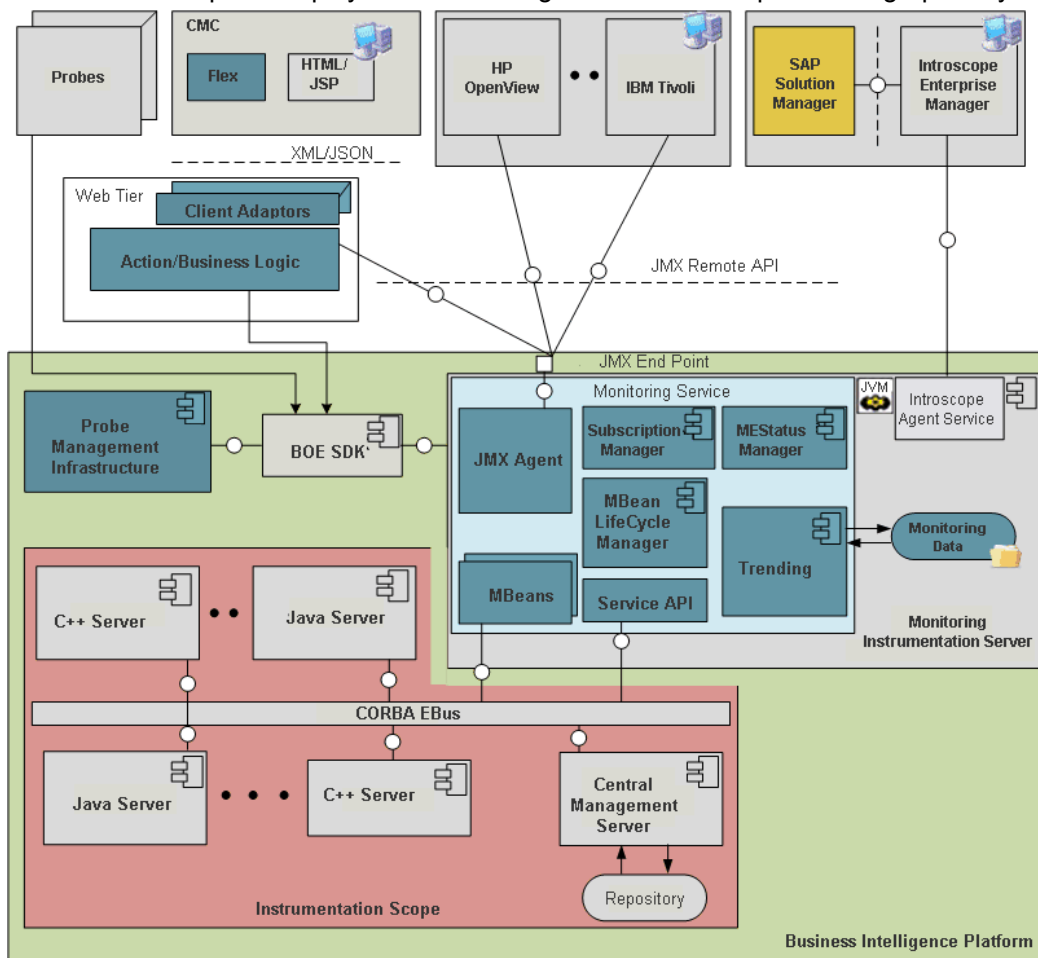 Probes
CMC
Flex
HTML/
JSP
HP
OpenView
IBM Tivoli
SAP
Solution
Manager
Introscope
Enterprise
Manager
XML/JSON
Web Tier
Client Adaptors
Action/Business Logic
JMX Remote API
JMX End Point
Probe
Management
Infrastructure
BOE SDK
Monitoring Service
JMX Agent
Subscription
Manager
MEStatus
Manager
MBean
LifeCycle
Manager
Trending
MBeans
Service API
JVM
Introscope
Agent Service
Monitoring
Data
Monitoring
Instrumentation Server
C++ Server
Java Server
CORBA EBus
Java Server
C++ Server
Central
Management
Server
Repository
Instrumentation Scope
Business Intelligence Platform